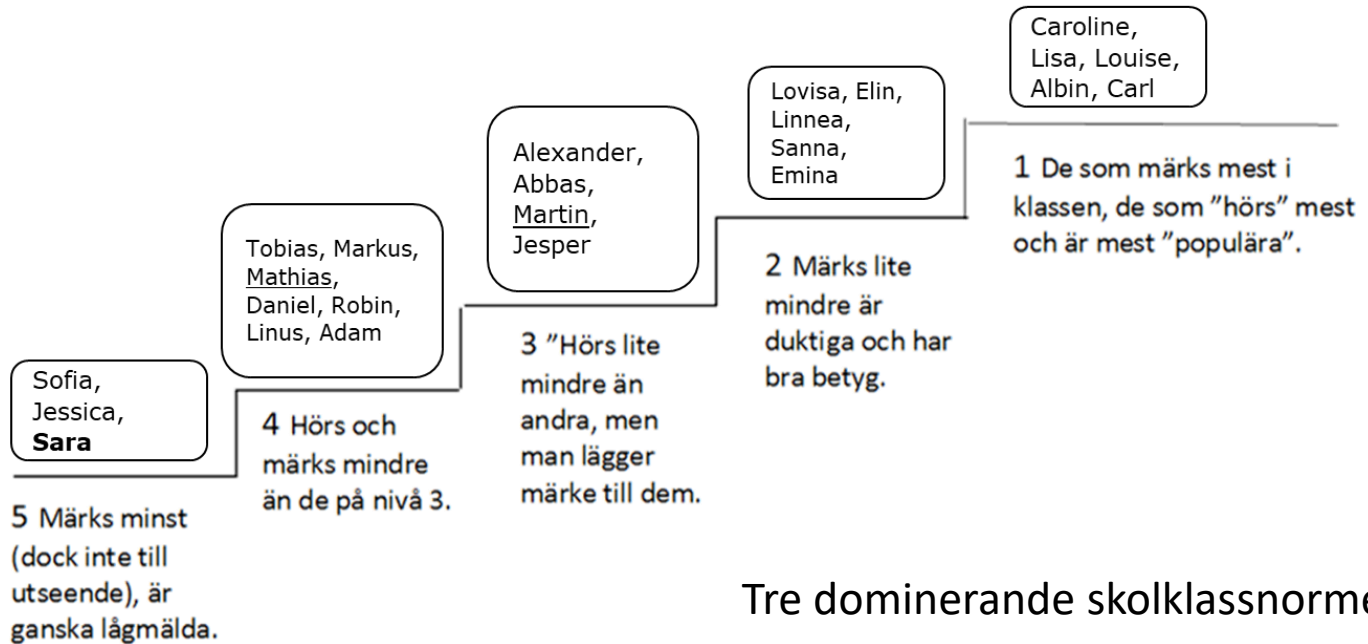 Caroline,
Lisa, Louise,
Albin, Carl
1 De som märks mest i
klassen, de som ”hörs” mest
och är mest ”populära”.
Lovisa, Elin,
Linnea,
Sanna,
Emina
2 Märks lite
mindre är
duktiga och har
bra betyg.
Alexander,
Abbas,
Martin,
Jesper
3 ”Hörs lite
mindre än
andra, men
man lägger
märke till dem.
Tobias, Markus,
Mathias,
Daniel, Robin,
Linus, Adam
4 Hörs och
märks mindre
än de på nivå 3.
Sofia,
Jessica,
Sara
5 Märks minst
(dock inte till
utseende), är
ganska lågmälda.
Tre dominerande skolklassnorme